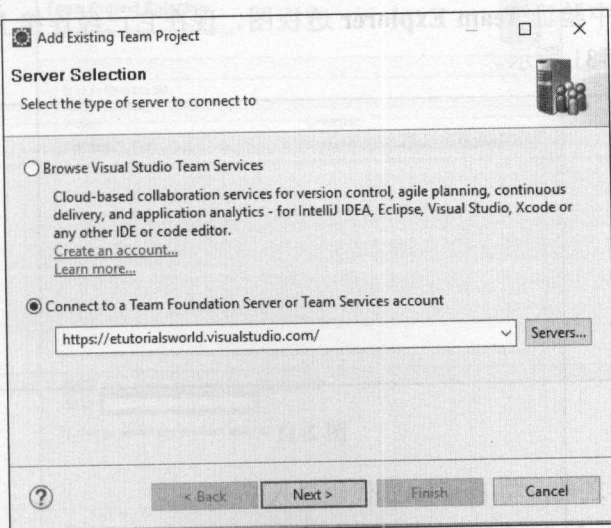 Add Existing Team Project
Server Selection
Select the type of server to connect to
Browse Visual Studio Team Services
Cloud-based collaboration services for version control, agile planning, continuous
delivery, and application analytics - for IntelliJ IDEA, Eclipse, Visual Studio, Xcode or
any other IDE or code editor.
Create an account...
Learn more...
Connect to a Team Foundation Server or Team Services account
https://etutorialsworld.visualstudio.com/
Servers...
?
< Back
Next >
Finish
Cancel